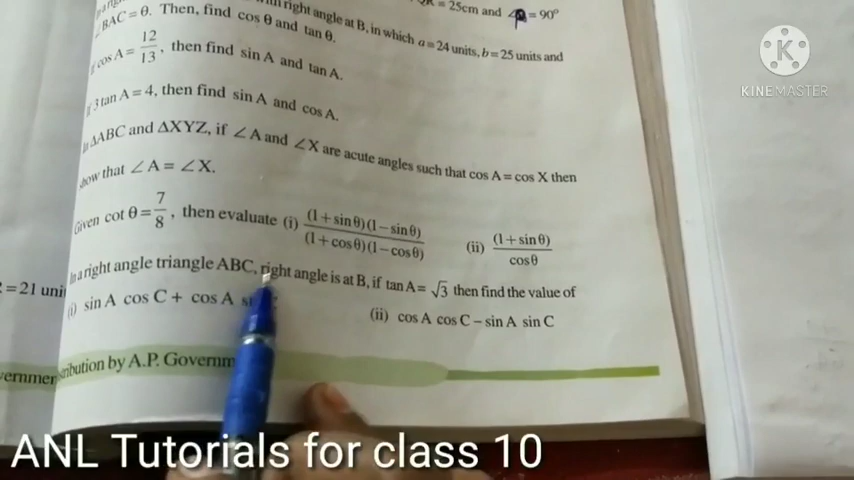 QR = 25cm and = 90°
right angle at B, in which a = 24 units, b = 25 units and
∠BAC = θ. Then, find cos θ and tan θ.
If cos A = 12/13, then find sin A and tan A.
If 3 tan A = 4, then find sin A and cos A.
In ΔABC and ΔXYZ, if ∠A and ∠X are acute angles such that cos A = cos X then
show that ∠A = ∠X.
Given cot θ = 7/8, then evaluate (i) (1 + sin θ) (1 − sin θ) / (1 + cos θ) (1 − cos θ) (ii) (1 + sin θ) / cos θ
In a right angle triangle ABC, right angle is at B, if tan A = √3 then find the value of
(i) sin A cos C + cos A (ii) cos A cos C − sin A sin C
= 21
by A.P.
KINEMASTER
ANL Tutorials for class 10